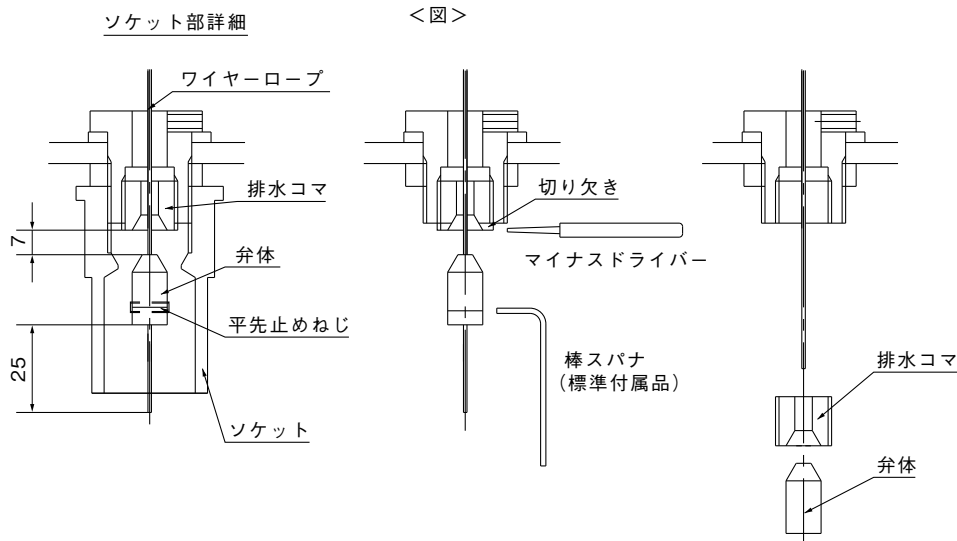 ソケット部詳細
<図>
ワイヤーロープ
排水コマ
7
弁体
平先止めねじ
25
ソケット
切り欠き
マイナスドライバー
棒スパナ
(標準付属品)
排水コマ
弁体